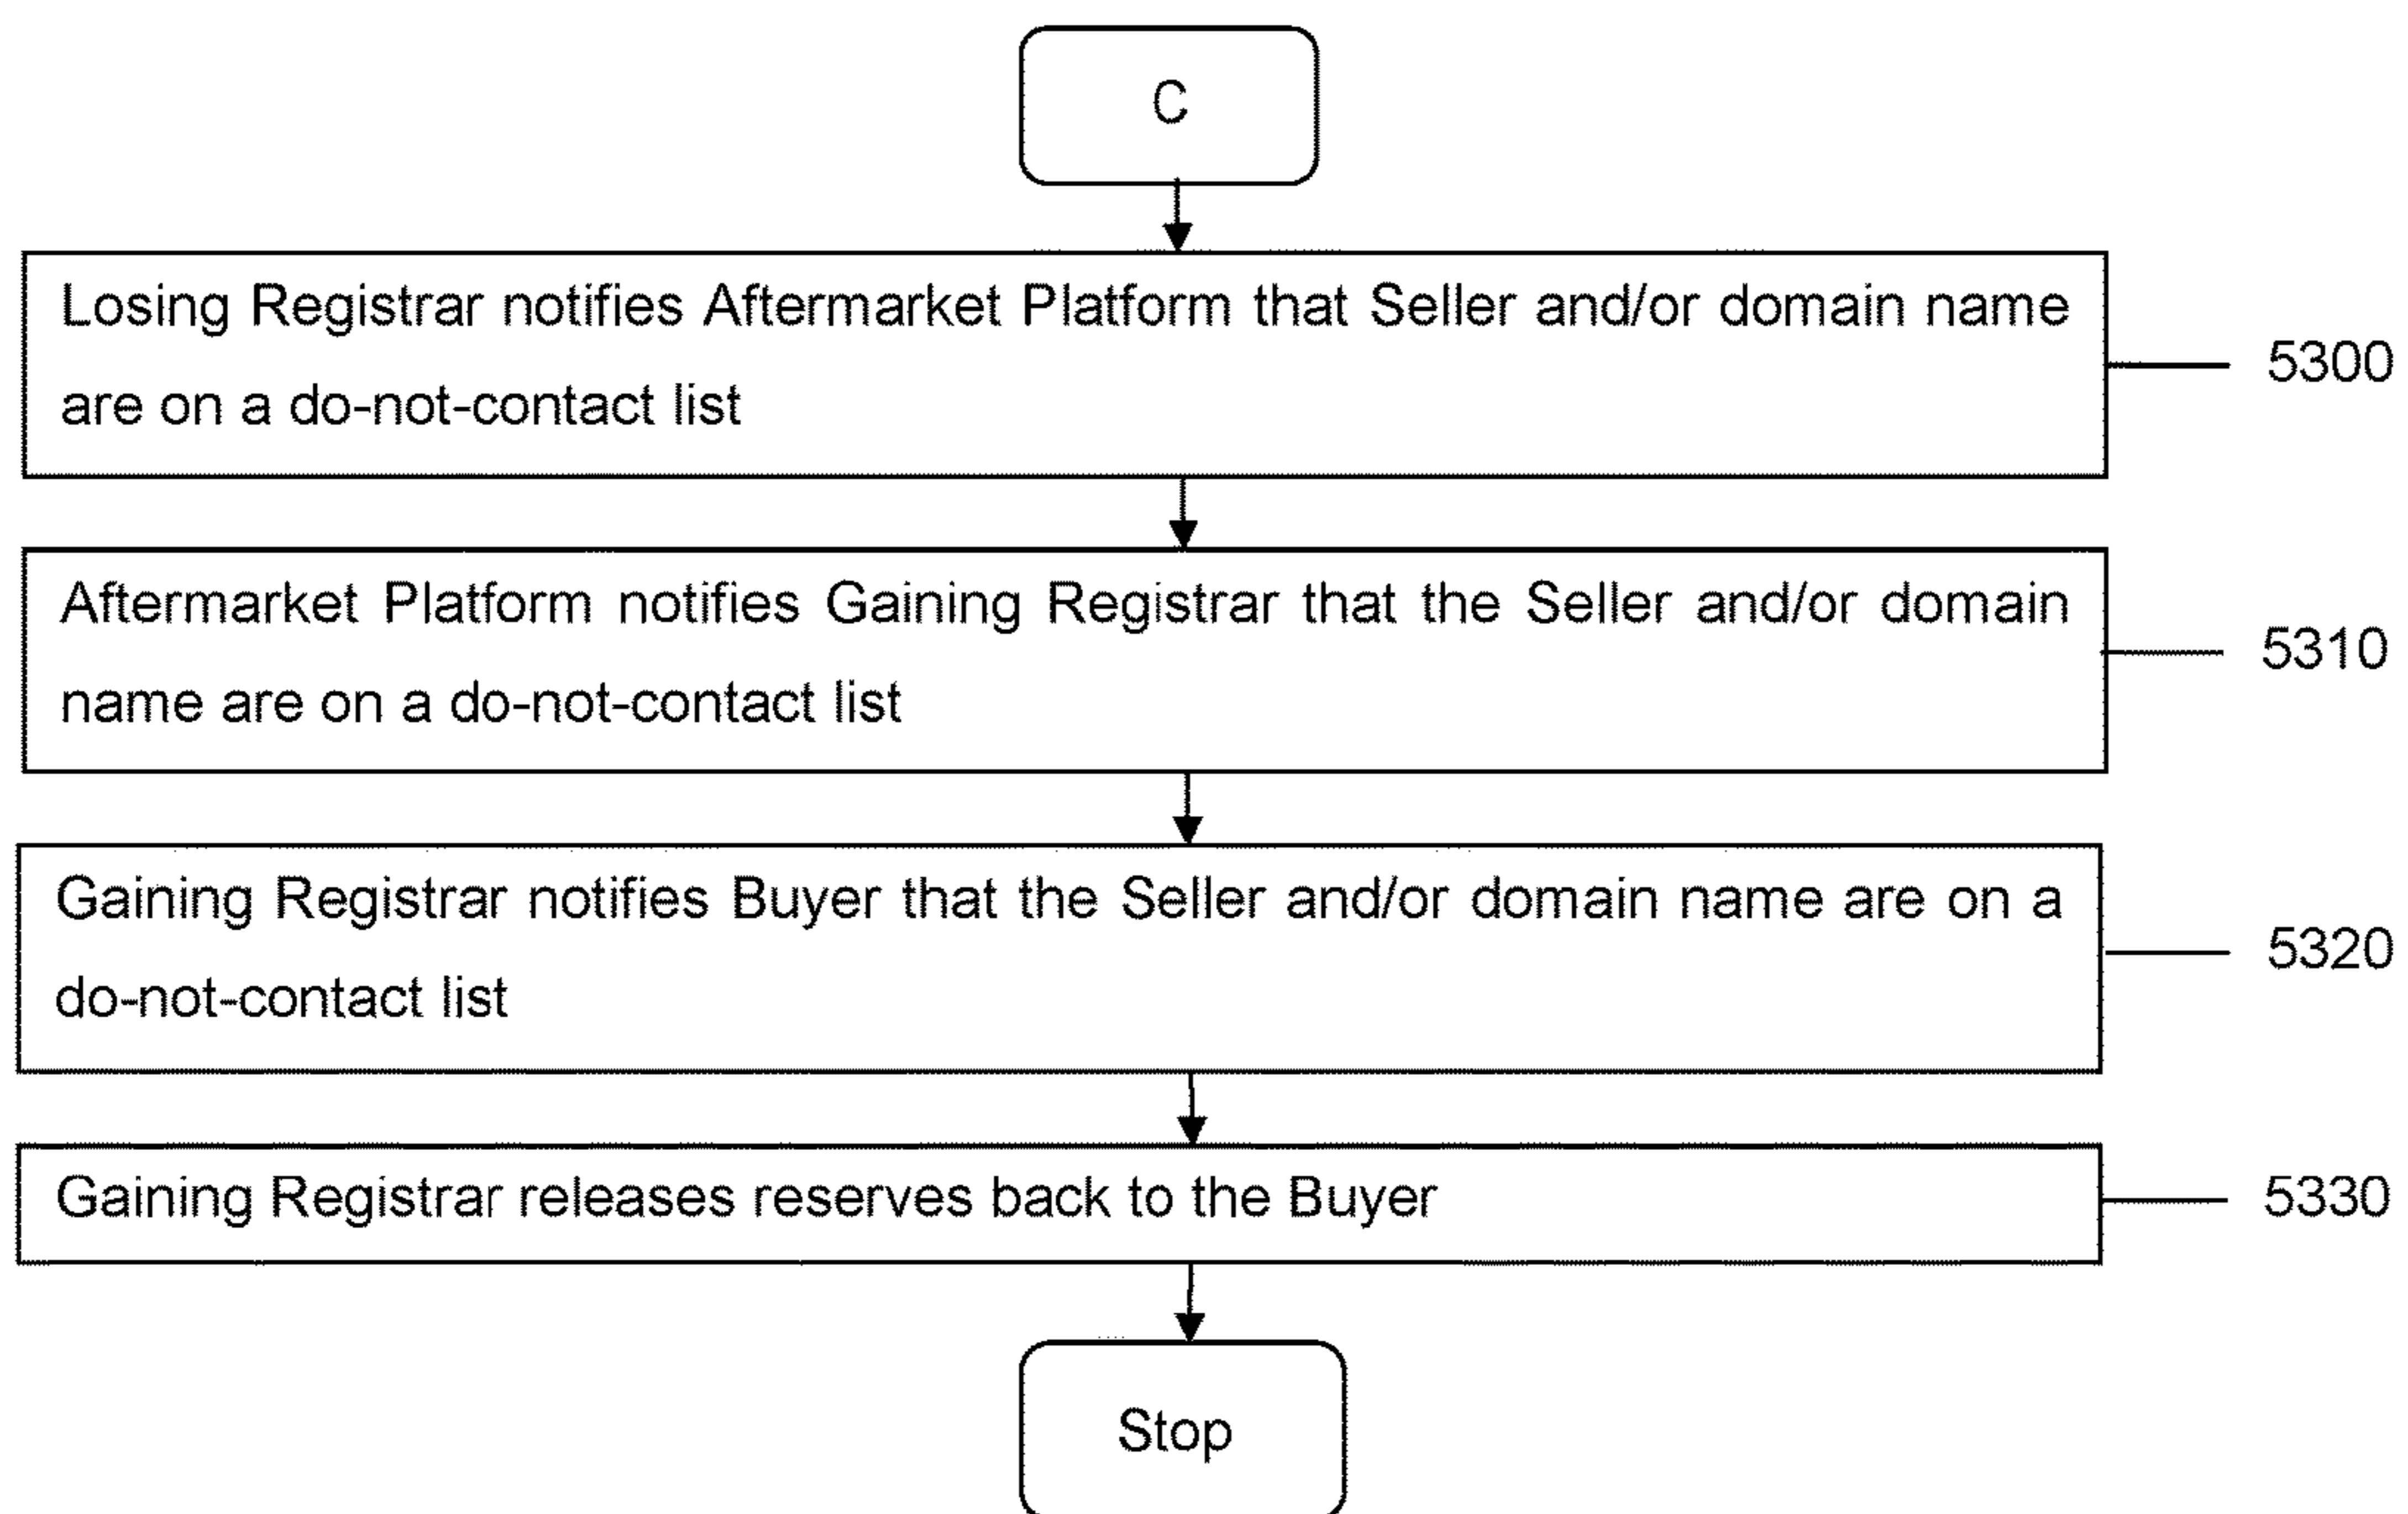 C
Losing Registrar notifies Aftermarket Platform that Seller and/or domain name
are on a do-not-contact list
5300
Aftermarket Platform notifies Gaining Registrar that the Seller and/or domain
name are on a do-not-contact list
5310
Gaining Registrar notifies Buyer that the Seller and/or domain name are on a
do-not-contact list
5320
Gaining Registrar releases reserves back to the Buyer
5330
Stop